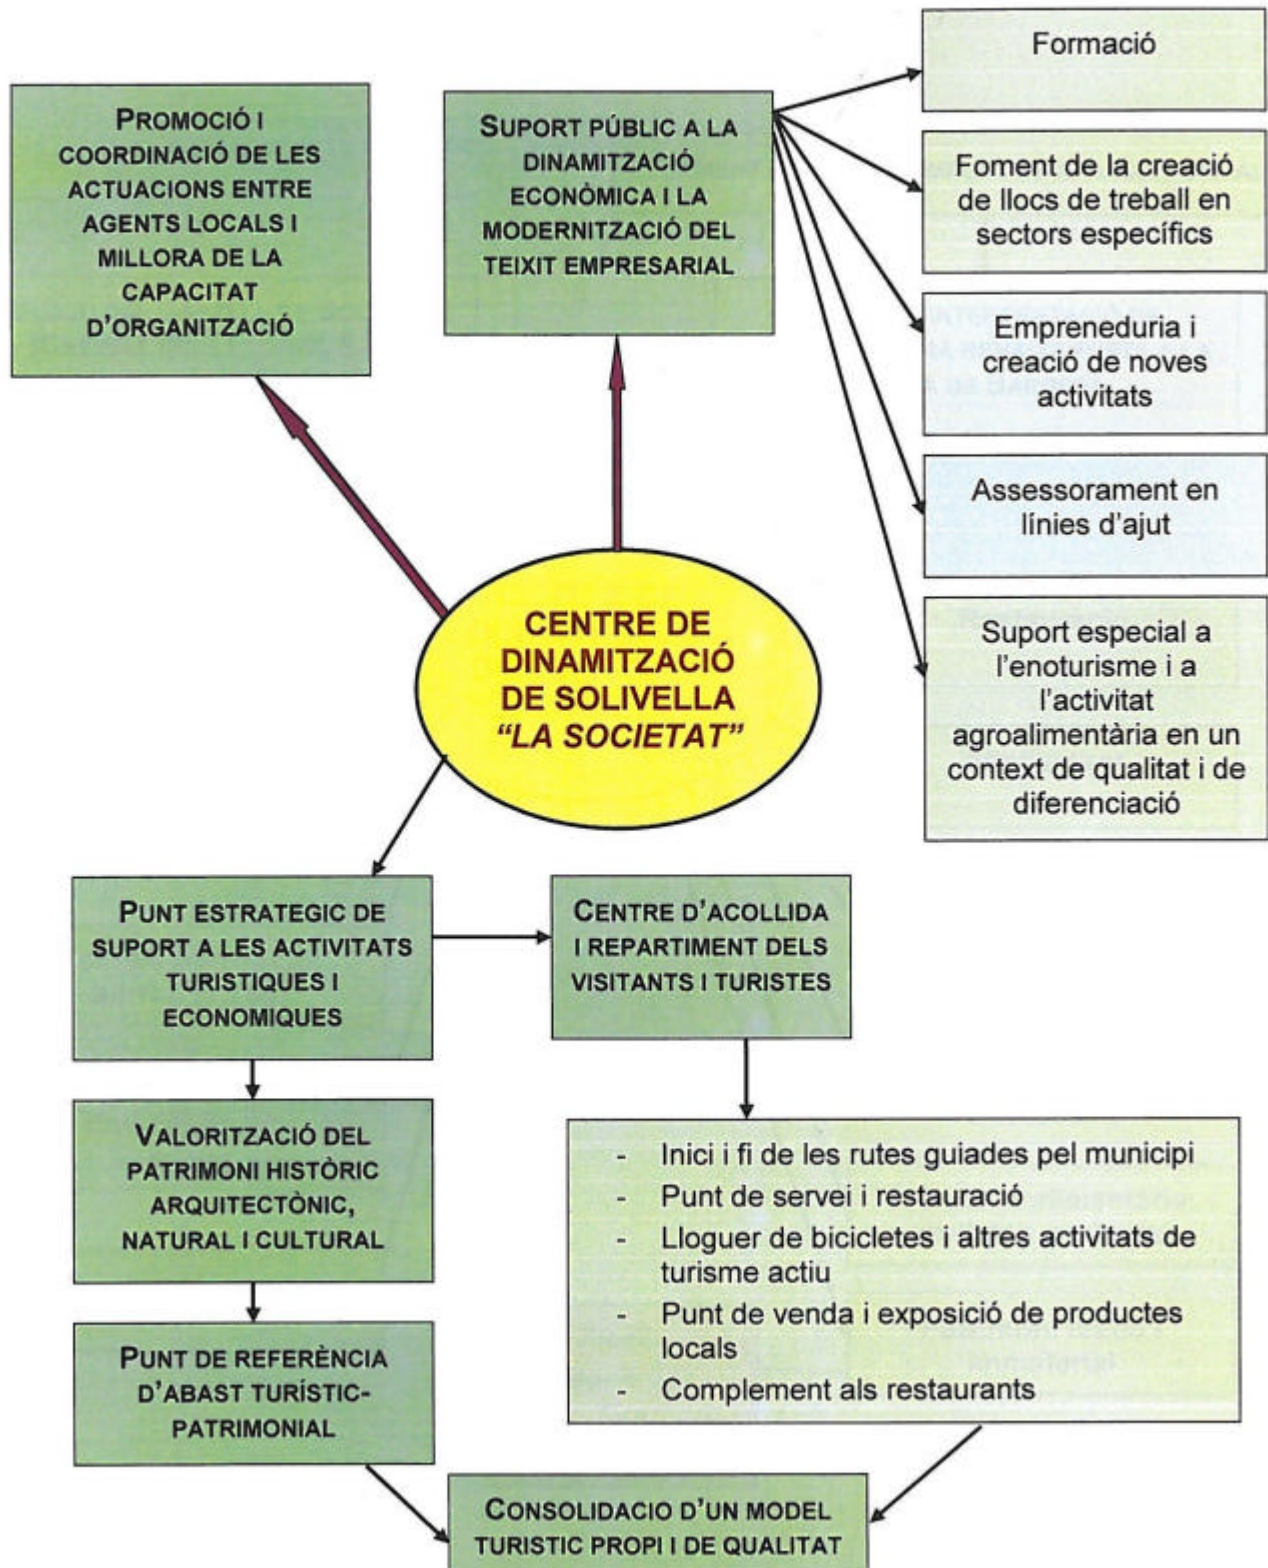 PROMOCIÓ I
COORDINACIÓ DE LES
ACTUACIONS ENTRE
AGENTS LOCALS I
MILLORA DE LA
CAPACITAT
D'ORGANITZACIÓ
SUPORT PÚBLIC A LA
DINAMITZACIÓ
ECONÒMICA I LA
MODERNITZACIÓ DEL
TEIXIT EMPRESARIAL
Formació
Foment de la creació
de llocs de treball en
sectors específics
Empreneduria i
creació de noves
activitats
Assessorament en
línies d'ajut
Suport especial a
l'enoturisme i a
l'activitat
agroalimentària en un
context de qualitat i de
diferenciació
CENTRE DE
DINAMITZACIÓ
DE SOLIVELLA
“LA SOCIETAT”
PUNT ESTRATEGIC DE
SUPORT A LES ACTIVITATS
TURISTIQUES I
ECONOMIQUES
CENTRE D'ACOLLIDA
I REPARTIMENT DELS
VISITANTS I TURISTES
VALORITZACIÓ DEL
PATRIMONI HISTÒRIC
ARQUITECTÒNIC,
NATURAL I CULTURAL
- Inici i fi de les rutes guiades pel municipi
- Punt de servei i restauració
- Lloguer de bicicletes i altres activitats de
turisme actiu
- Punt de venda i exposició de productes
locals
- Complement als restaurants
PUNT DE REFERÈNCIA
D'ABAST TURÍSTIC-
PATRIMONIAL
CONSOLIDACIO D'UN MODEL
TURISTIC PROPI I DE QUALITAT